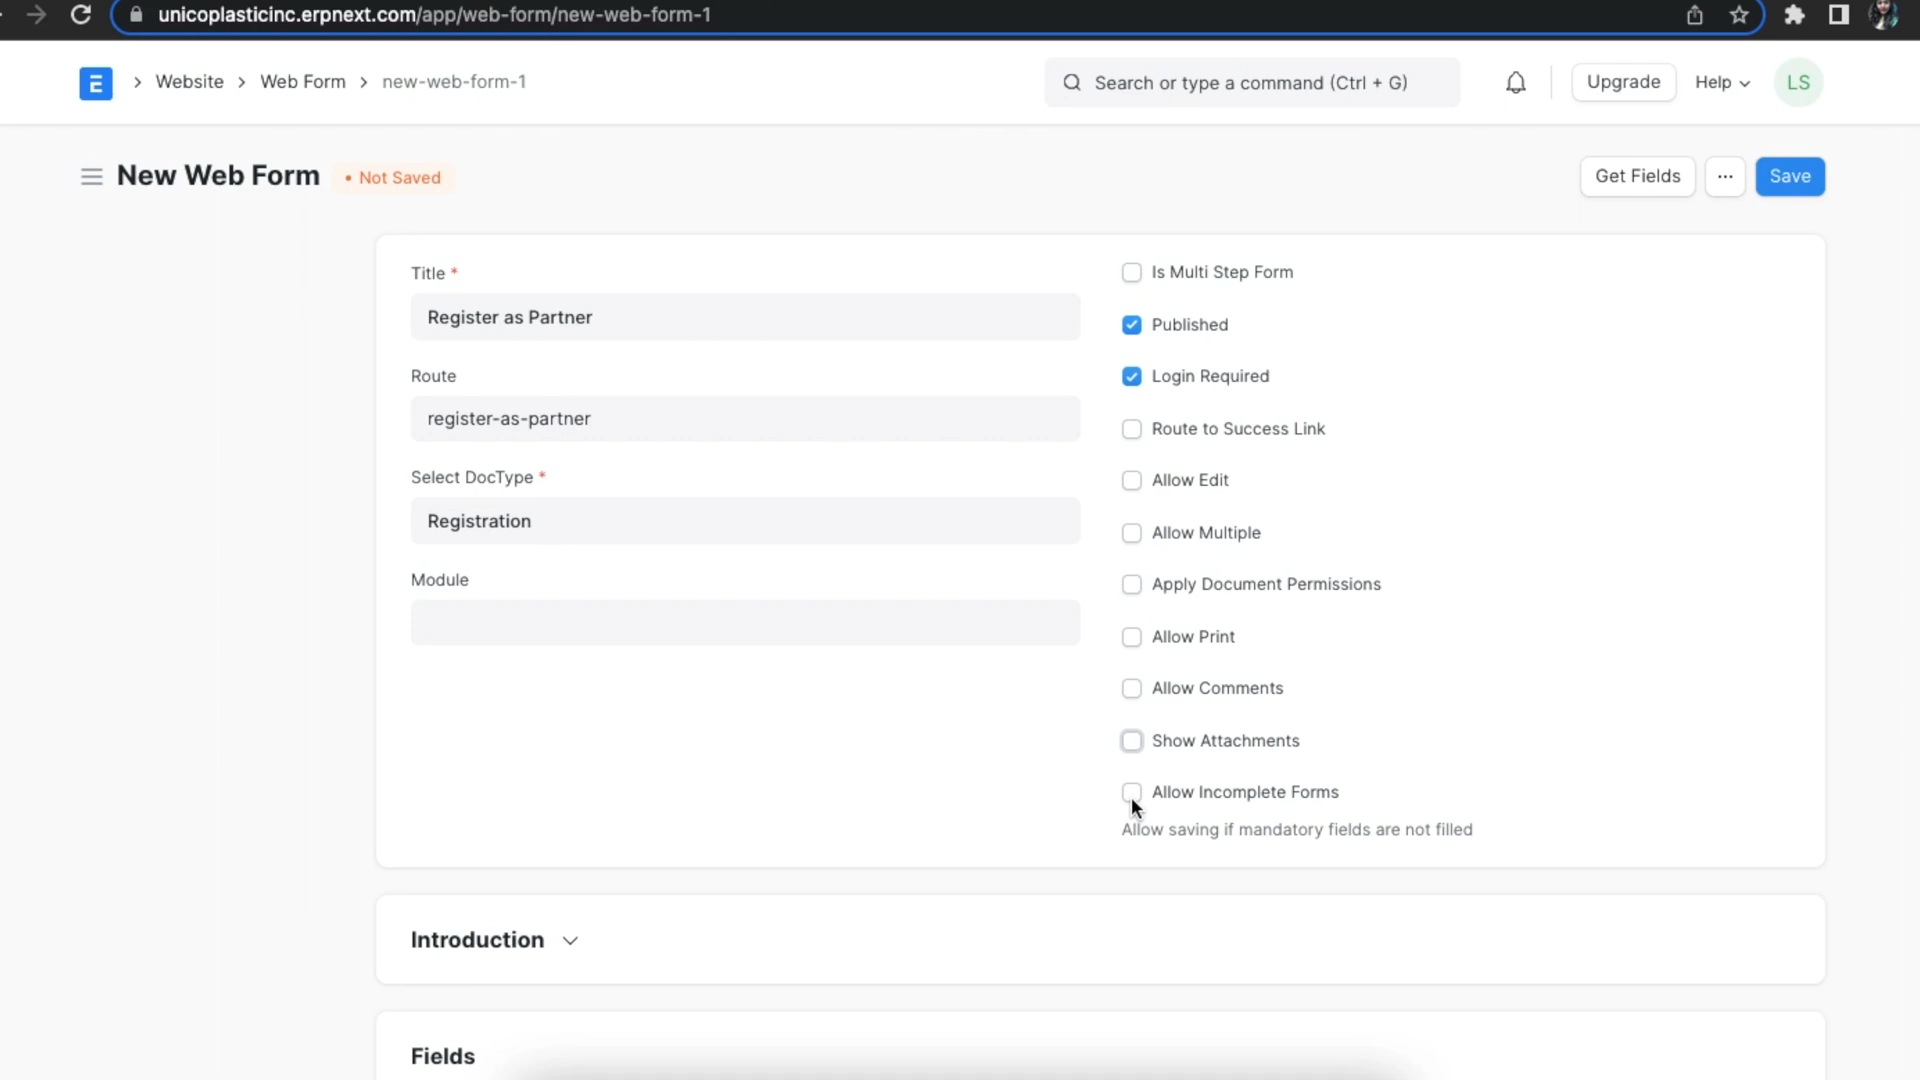 unicoplasticinc.erpnext.com/app/web-form/new-web-form-1
E > Website > Web Form > new-web-form-1
Search or type a command (Ctrl + G)
Upgrade
Help
LS
New Web Form
• Not Saved
Get Fields
...
Save
Title *
Register as Partner
Route
register-as-partner
Select DocType *
Registration
Module
Is Multi Step Form
Published
Login Required
Route to Success Link
Allow Edit
Allow Multiple
Apply Document Permissions
Allow Print
Allow Comments
Show Attachments
Allow Incomplete Forms
Allow saving if mandatory fields are not filled
Introduction
Fields